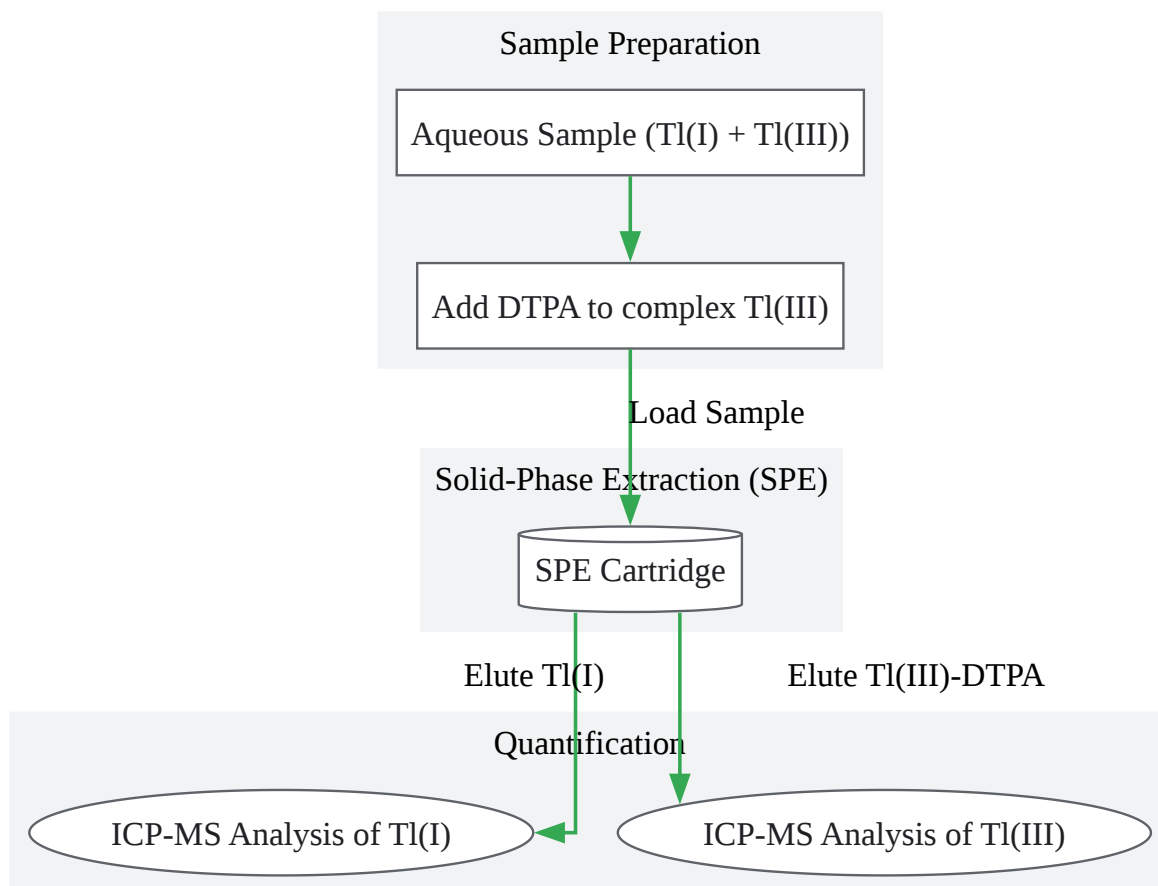 Sample Preparation
Aqueous Sample (Tl(I) + Tl(III))
Add DTPA to complex Tl(III)
Load Sample
Solid-Phase Extraction (SPE)
SPE Cartridge
Elute Tl(I)
Elute Tl(III)-DTPA
Quantification
ICP-MS Analysis of Tl(I)
ICP-MS Analysis of Tl(III)